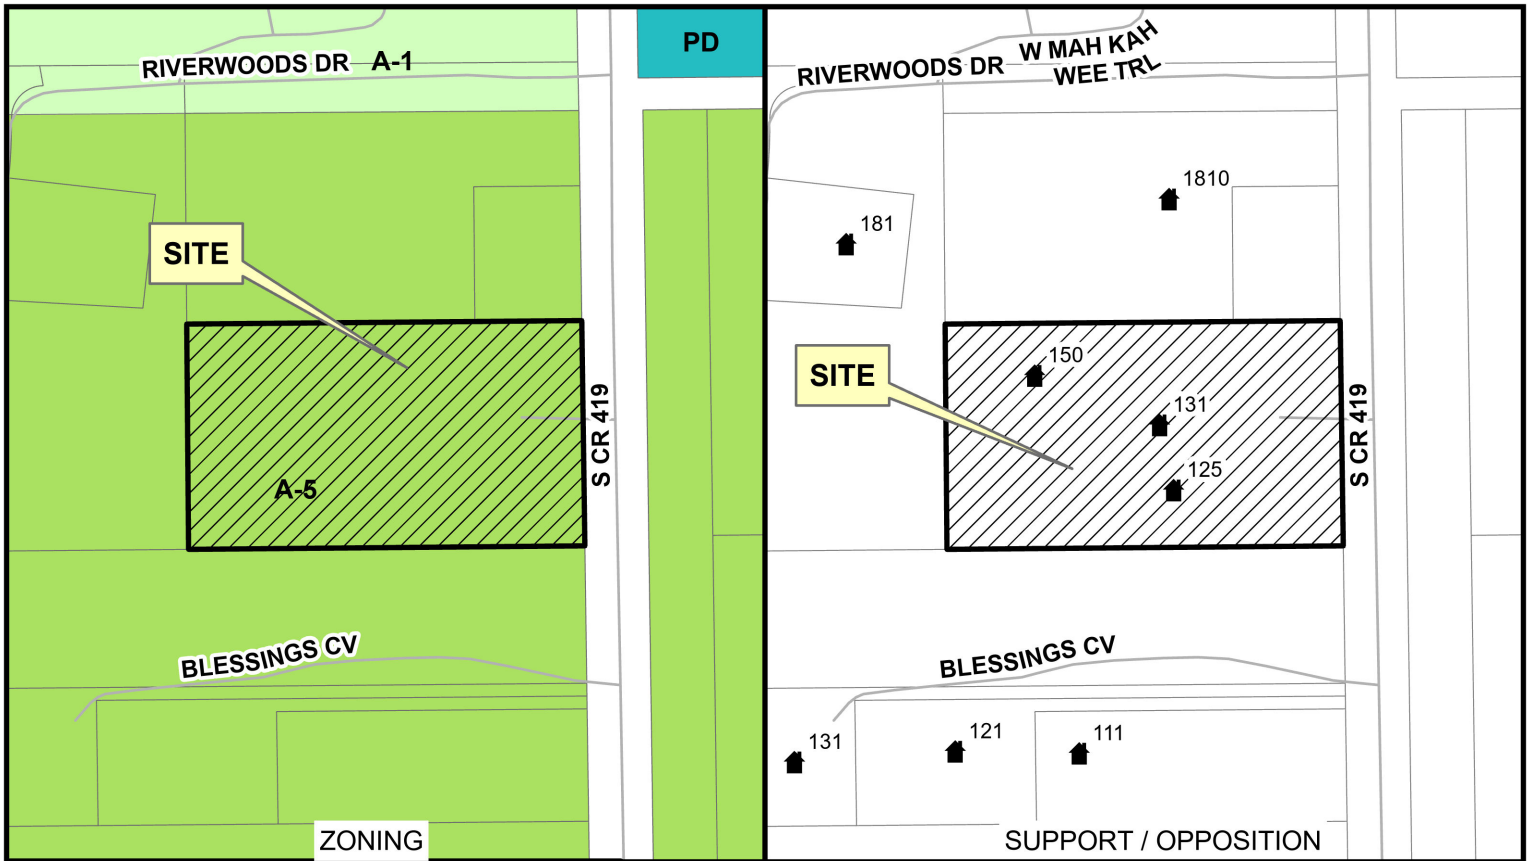 PD
RIVERWOODS DR
A-1
SITE
A-5
S CR 419
BLESSINGS CV
ZONING
W MAH KAH
WEE TRL
RIVERWOODS DR
1810
181
SITE
150
131
125
S CR 419
BLESSINGS CV
131
121
111
SUPPORT / OPPOSITION